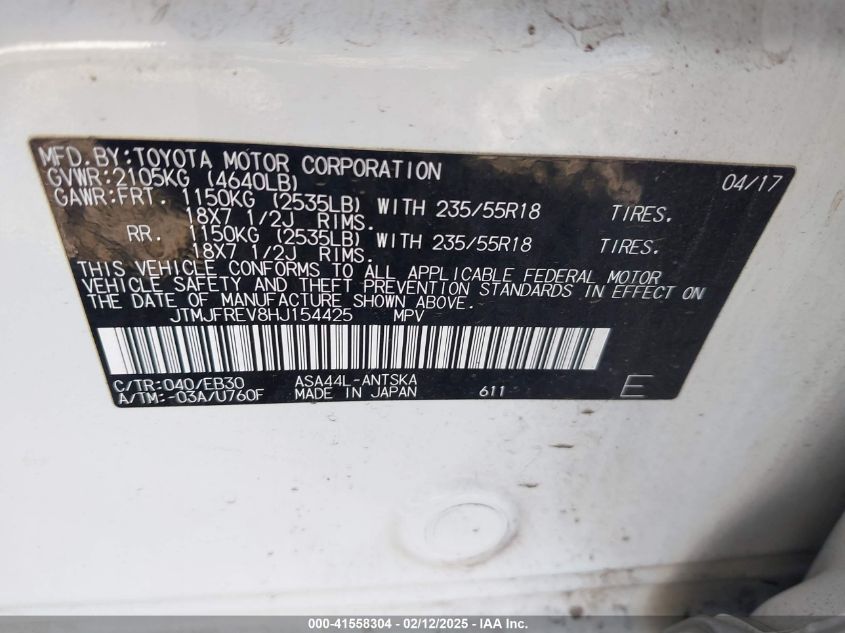 MFD.BY:TOYOTA MOTOR CORPORATION 04/17
GVWR:2105KG (4640LB)
GAWR:FRT. 1150KG (2535LB) WITH 235/55R18 TIRES.
18X7 1/2J RIMS.
RR. 1150KG (2535LB) WITH 235/55R18 TIRES.
18X7 1/2J RIMS.
THIS VEHICLE CONFORMS TO ALL APPLICABLE FEDERAL MOTOR
VEHICLE SAFETY AND THEFT PREVENTION STANDARDS IN EFFECT ON
THE DATE OF MANUFACTURE SHOWN ABOVE.
JTMJFREV8HJ154425 MPV
C/TR:040/EB30 ASA44L-ANTSKA
A/TM:-03A/U760F MADE IN JAPAN 611 E
000-41558304 / 02/12/2025 - IAA Inc.